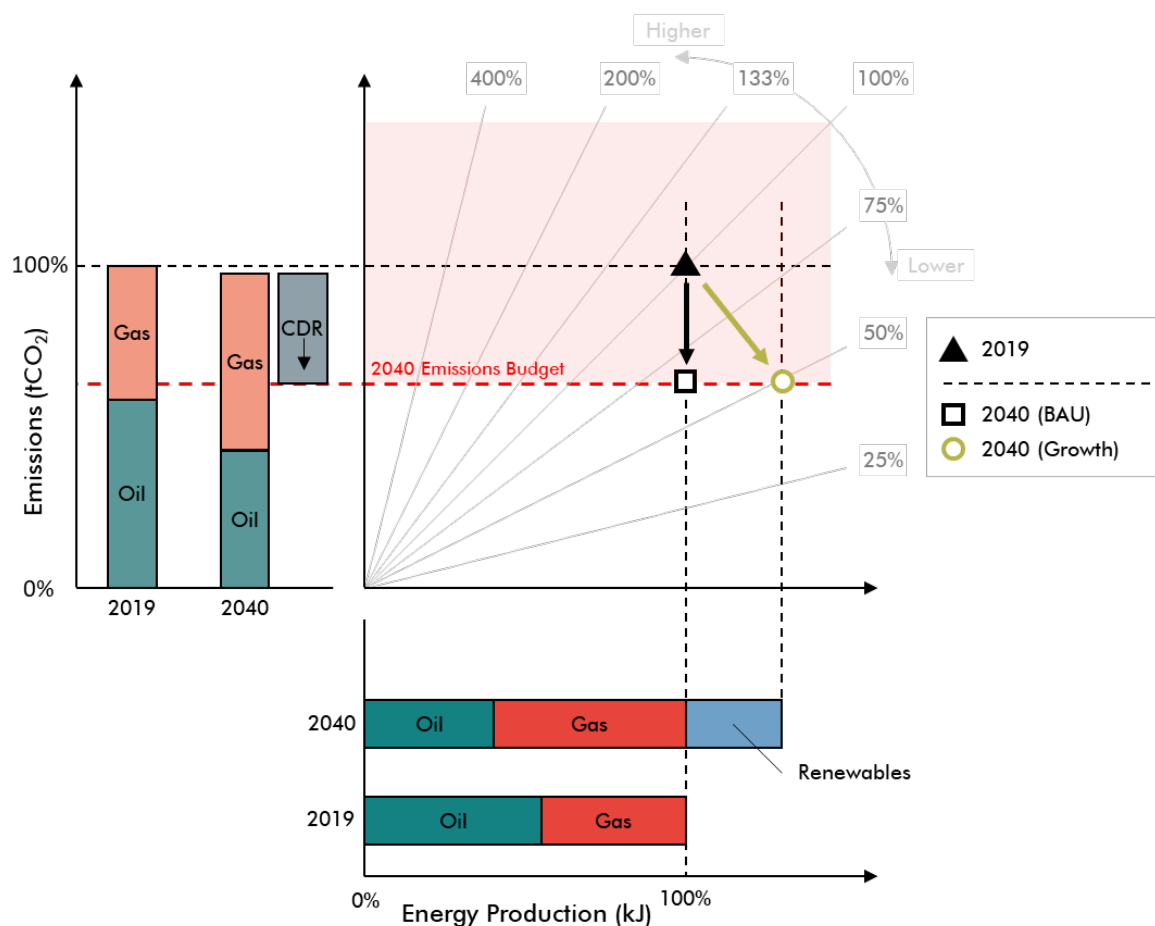 Higher
400%
200%
133%
100%
75%
Lower
50%
25%
100%
Gas
Gas
CDR
2040 Emissions Budget
Oil
Oil
0%
2019
2040
Emissions (tCO₂)
2019
2040 (BAU)
2040 (Growth)
2040
Oil
Gas
Renewables
2019
Oil
Gas
0%
100%
Energy Production (kJ)